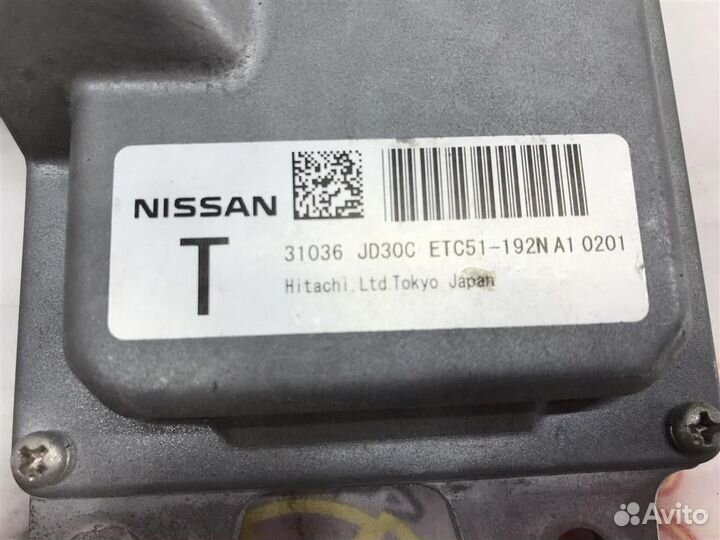 NISSAN
T
31036 JD30C ETC51-192N A1 0201
Hitachi.Ltd.Tokyo Japan
Avito